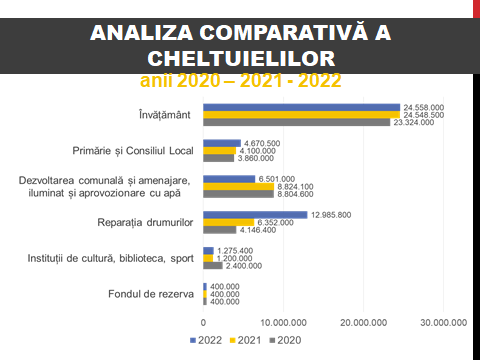 ANALIZA COMPARATIVĂ A
CHELTUIELILOR
anii 2020 – 2021 - 2022
Învățământ
24.558.000
24.548.500
23.324.000
Primărie și Consiliul Local
4.670.500
4.100.000
3.860.000
Dezvoltarea comunală și amenajare,
iluminat și aprovozionare cu apă
6.501.000
8.824.100
8.804.600
Reparația drumurilor
12.985.800
6.352.000
4.146.400
Instituții de cultură, biblioteca, sport
1.275.400
1.200.000
2.400.000
Fondul de rezerva
400.000
400.000
400.000
0 10.000.000 20.000.000 30.000.000
2022 2021 2020